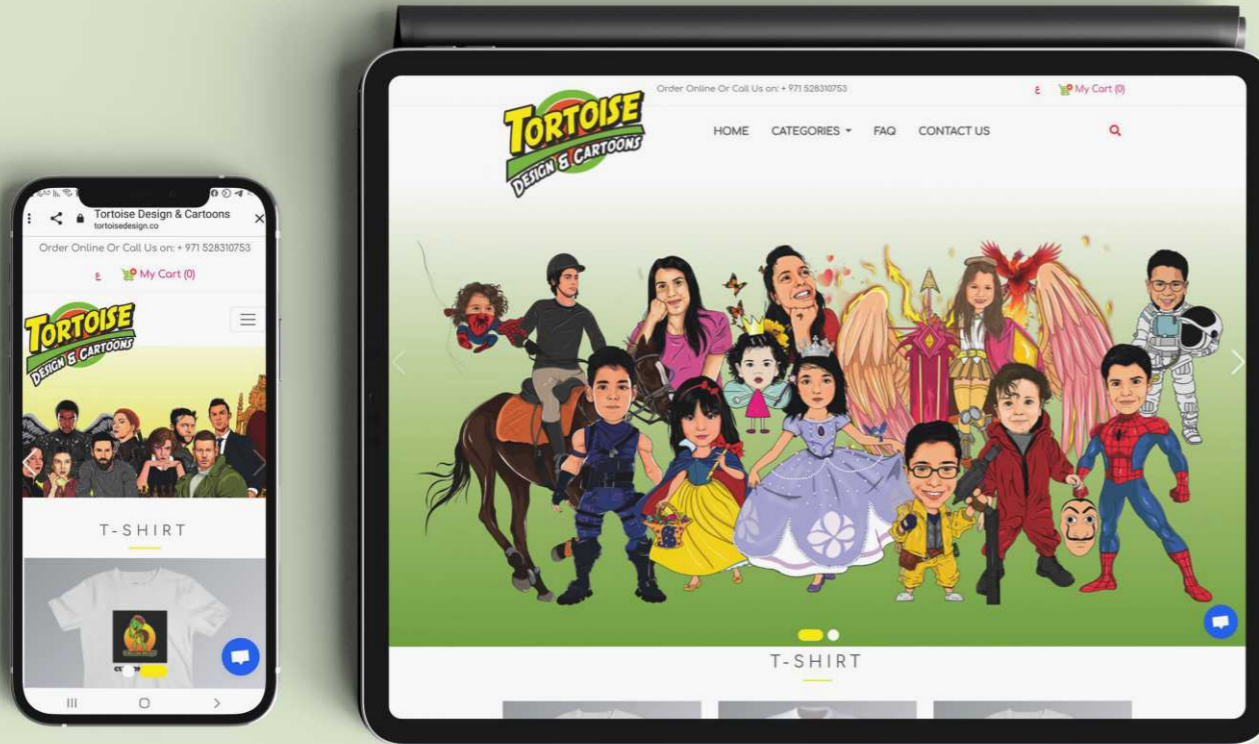 Tortoise Design & Cartoons
tortoisedesign.co
Order Online Or Call Us on: + 971 528310753
ع
My Cart (0)
TORTOISE
DESIGN & CARTOONS
T-SHIRT
Order Online Or Call Us on: + 971 528310753
ع
My Cart (0)
TORTOISE
DESIGN & CARTOONS
HOME
CATEGORIES
FAQ
CONTACT US
T-SHIRT